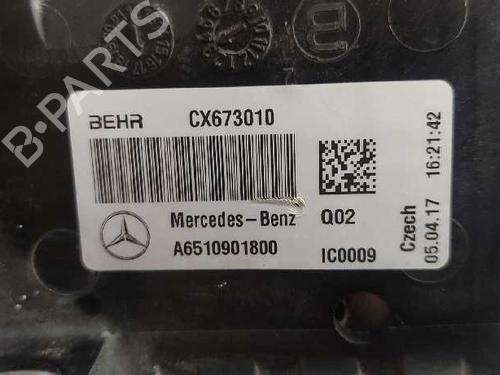 B-PARTS
BEHR CX673010
Mercedes-Benz Q02
A6510901800 IC0009
Czech
05.04.17 16:21:42